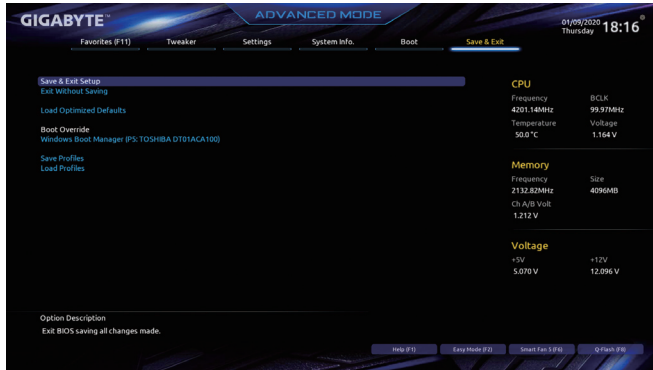 GIGABYTE™
ADVANCED MODE
01/09/2020
Thursday
18:16
Favorites (F11) Tweaker Settings System Info. Boot Save & Exit
Save & Exit Setup
Exit Without Saving
Load Optimized Defaults
Boot Override
Windows Boot Manager (P5: TOSHIBA DT01ACA100)
Save Profiles
Load Profiles
CPU
Frequency BCLK
4201.14MHz 99.97MHz
Temperature Voltage
50.0 °C 1.164 V
Memory
Frequency Size
2132.82MHz 4096MB
Ch A/B Volt
1.212 V
Voltage
+5V +12V
5.070 V 12.096 V
Option Description
Exit BIOS saving all changes made.
Help (F1) Easy Mode (F2) Smart Fan 5 (F6) Q-Flash (F8)